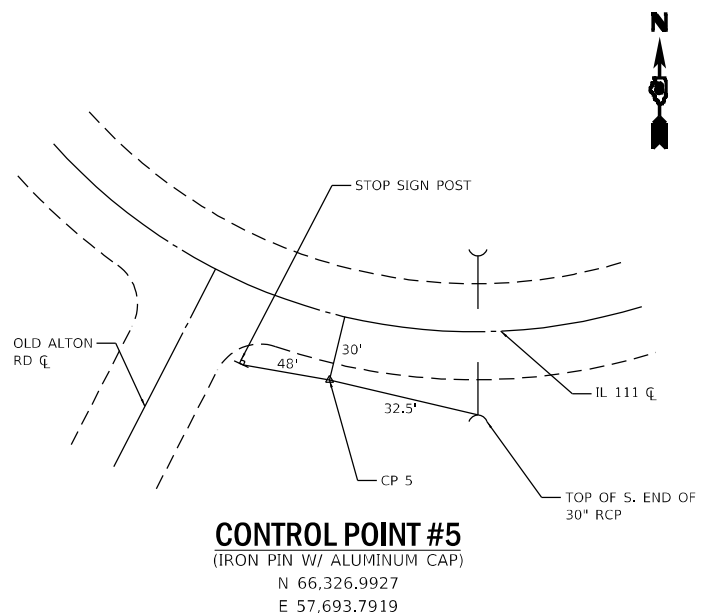 N
STOP SIGN POST
OLD ALTON
RD ℄
48'
30'
32.5'
IL 111 ℄
CP 5
TOP OF S. END OF
30" RCP
CONTROL POINT #5
(IRON PIN W/ ALUMINUM CAP)
N 66,326.9927
E 57,693.7919